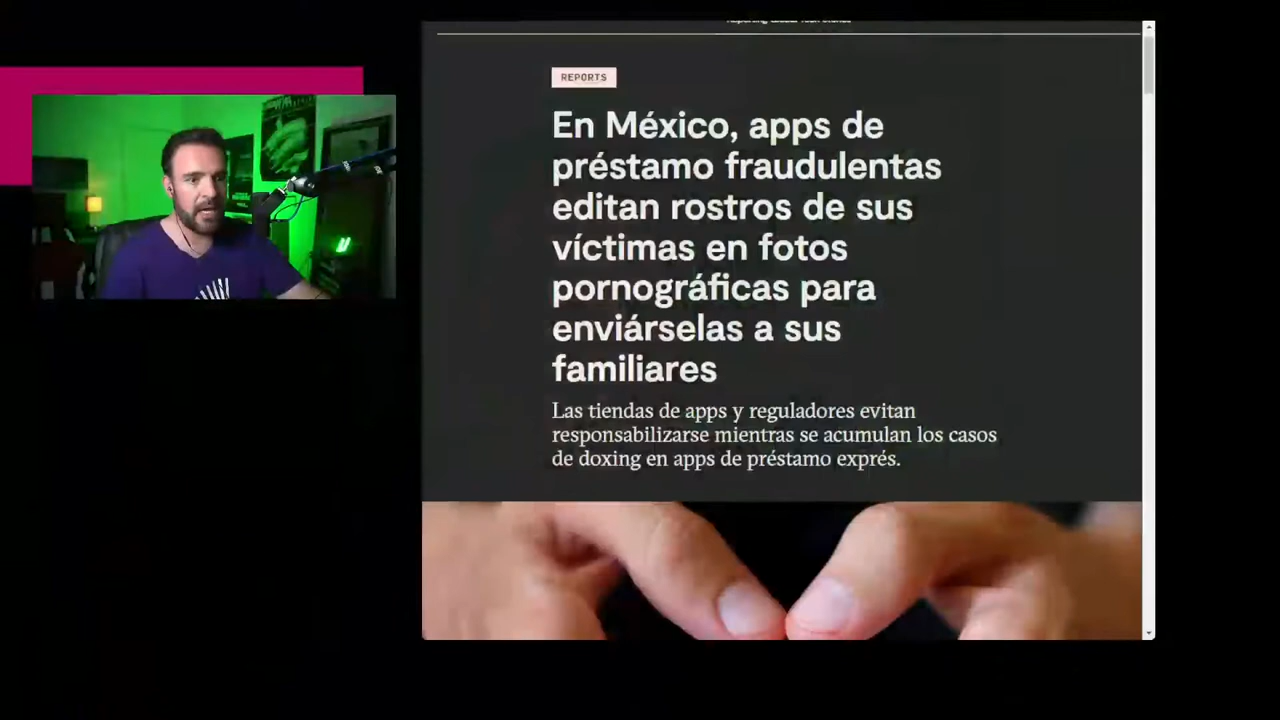 REPORTS
En México, apps de
préstamo fraudulentas
editan rostros de sus
víctimas en fotos
pornográficas para
enviárselas a sus
familiares
Las tiendas de apps y reguladores evitan
responsabilizarse mientras se acumulan los casos
de doxing en apps de préstamo exprés.